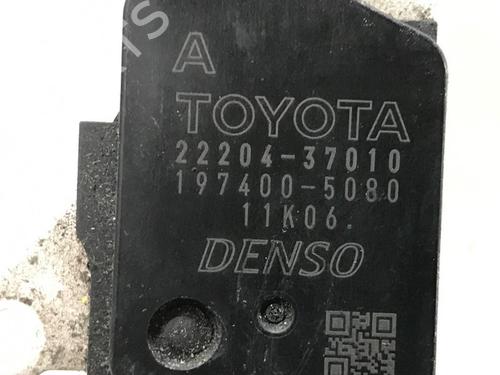 A
TOYOTA
22204-37010
197400-5080
11K06.
DENSO